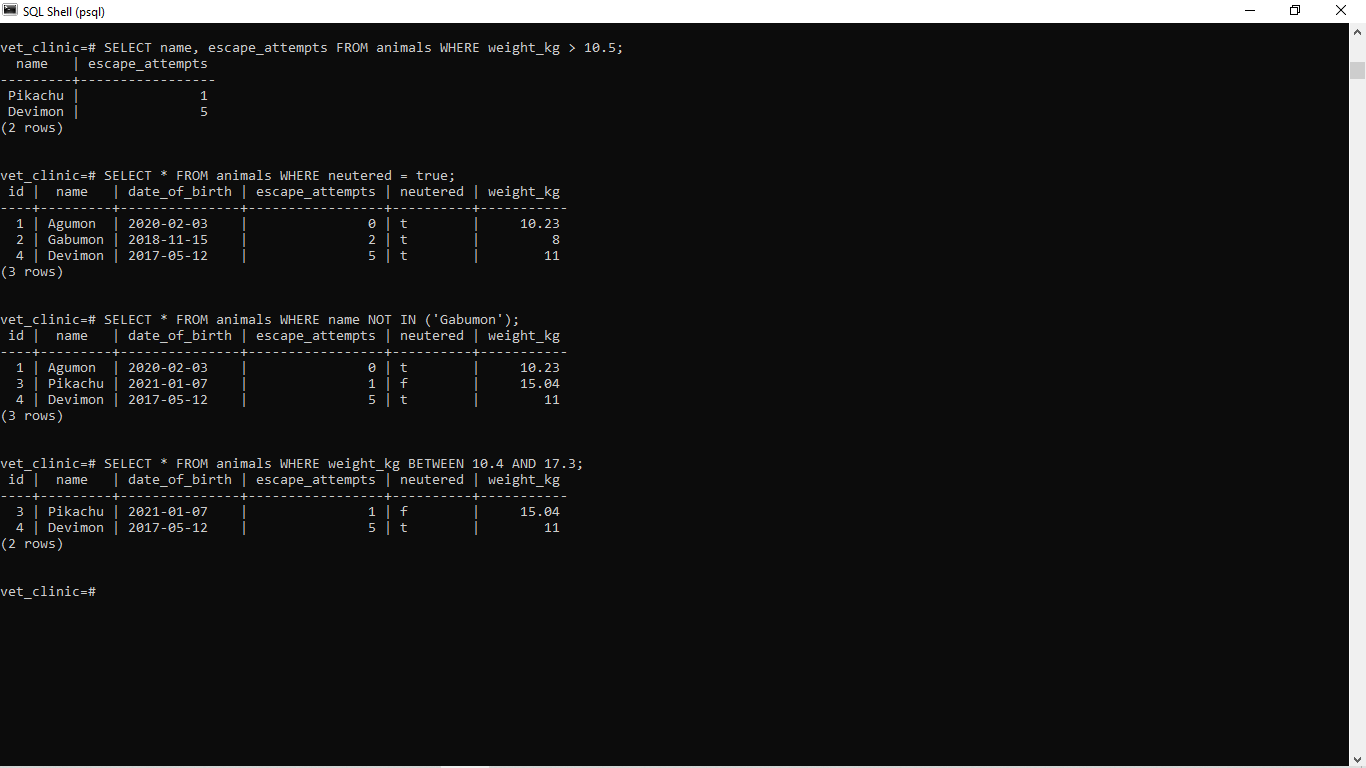 SQL Shell (psql)
vet_clinic=# SELECT name, escape_attempts FROM animals WHERE weight_kg > 10.5;
  name   | escape_attempts
---------+-----------------
 Pikachu |               1
 Devimon |               5
(2 rows)
vet_clinic=# SELECT * FROM animals WHERE neutered = true;
 id |  name   | date_of_birth | escape_attempts | neutered | weight_kg
----+---------+---------------+-----------------+----------+-----------
  1 | Agumon  | 2020-02-03    |               0 | t        |     10.23
  2 | Gabumon | 2018-11-15    |               2 | t        |         8
  4 | Devimon | 2017-05-12    |               5 | t        |        11
(3 rows)
vet_clinic=# SELECT * FROM animals WHERE name NOT IN ('Gabumon');
 id |  name   | date_of_birth | escape_attempts | neutered | weight_kg
----+---------+---------------+-----------------+----------+-----------
  1 | Agumon  | 2020-02-03    |               0 | t        |     10.23
  3 | Pikachu | 2021-01-07    |               1 | f        |     15.04
  4 | Devimon | 2017-05-12    |               5 | t        |        11
(3 rows)
vet_clinic=# SELECT * FROM animals WHERE weight_kg BETWEEN 10.4 AND 17.3;
 id |  name   | date_of_birth | escape_attempts | neutered | weight_kg
----+---------+---------------+-----------------+----------+-----------
  3 | Pikachu | 2021-01-07    |               1 | f        |     15.04
  4 | Devimon | 2017-05-12    |               5 | t        |        11
(2 rows)
vet_clinic=#